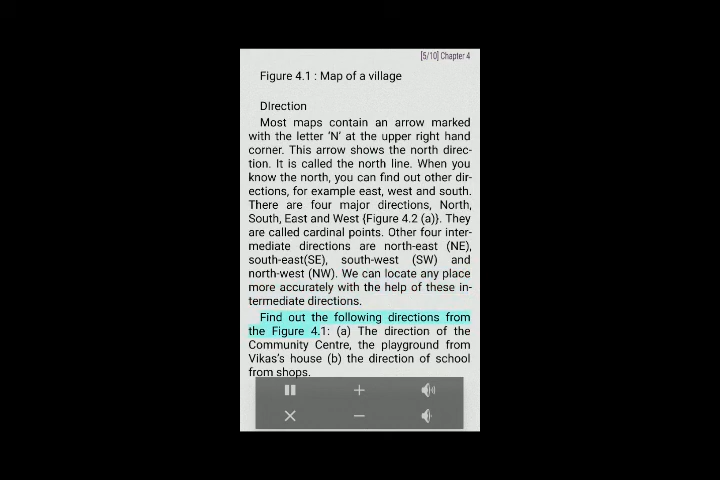 [5/10] Chapter 4
Figure 4.1 : Map of a village
DIrection
Most maps contain an arrow marked
with the letter ‘N’ at the upper right hand
corner. This arrow shows the north direc-
tion. It is called the north line. When you
know the north, you can find out other dir-
ections, for example east, west and south.
There are four major directions, North,
South, East and West {Figure 4.2 (a)}. They
are called cardinal points. Other four inter-
mediate directions are north-east (NE),
south-east(SE), south-west (SW) and
north-west (NW). We can locate any place
more accurately with the help of these in-
termediate directions.
Find out the following directions from
the Figure 4.1: (a) The direction of the
Community Centre, the playground from
Vikas’s house (b) the direction of school
from shops.